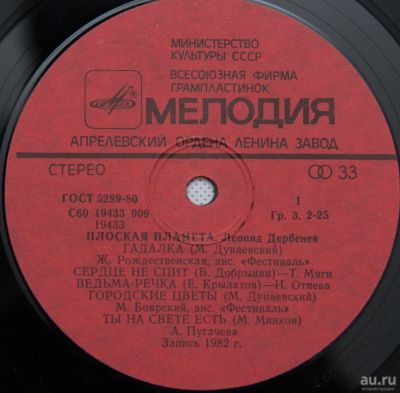 МИНИСТЕРСТВО
КУЛЬТУРЫ СССР
ВСЕСОЮЗНАЯ ФИРМА
ГРАМПЛАСТИНОК
МЕЛОДИЯ
АПРЕЛЕВСКИЙ ОРДЕНА ЛЕНИНА ЗАВОД
СТЕРЕО 33
ГОСТ 5289-80 1
С60 19433 009 Гр. 3. 2-25
19433
ПЛОСКАЯ ПЛАНЕТА. Леонид Дербенев
ГАДАЛКА (М. Дунаевский)
Ж. Рождественская, анс. «Фестиваль»
СЕРДЦЕ НЕ СПИТ (В. Добрынин)— Т. Мяги
ВЕДЬМА-РЕЧКА (Е. Крылатов)—И. Отиева
ГОРОДСКИЕ ЦВЕТЫ (М. Дунаевский)
М. Боярский, анс. «Фестиваль»
ТЫ НА СВЕТЕ ЕСТЬ (М. Минков)
А. Пугачева
Запись 1982 г.
au.ru